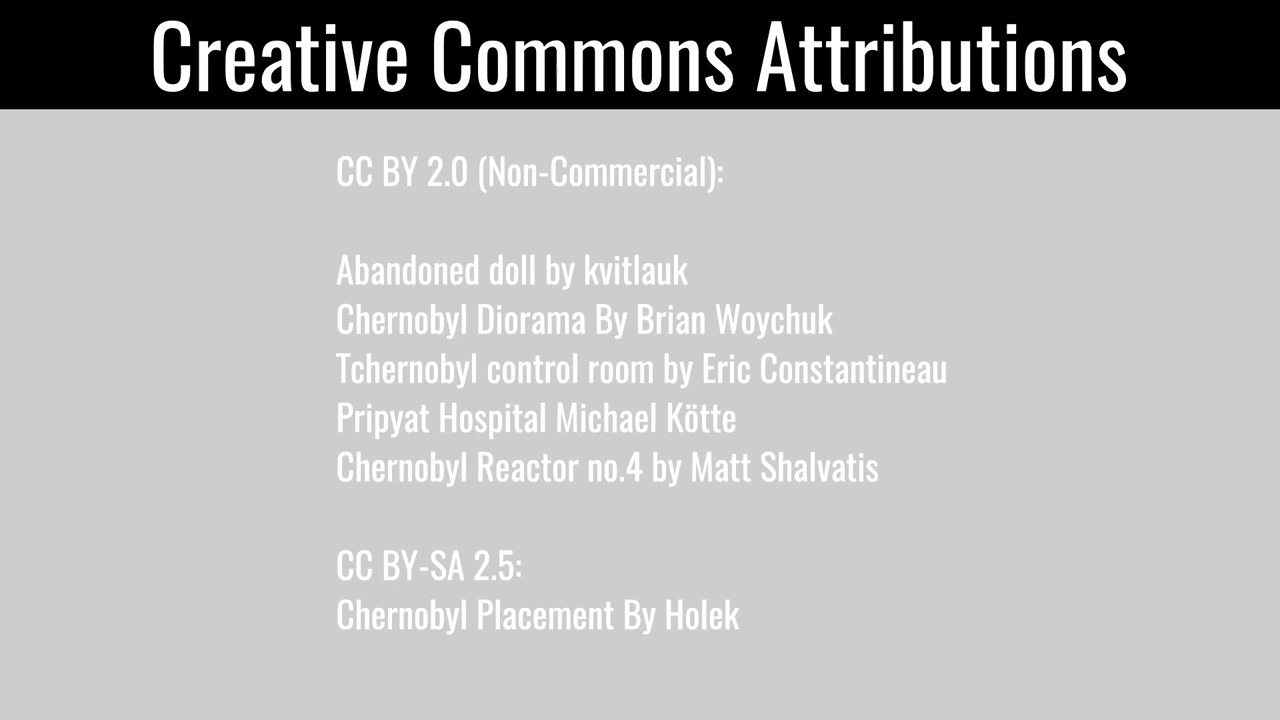 Creative Commons Attributions
CC BY 2.0 (Non-Commercial):
Abandoned doll by kvitlauk
Chernobyl Diorama By Brian Woychuk
Tchernobyl control room by Eric Constantineau
Pripyat Hospital Michael Kötte
Chernobyl Reactor no.4 by Matt Shalvatis
CC BY-SA 2.5:
Chernobyl Placement By Holek